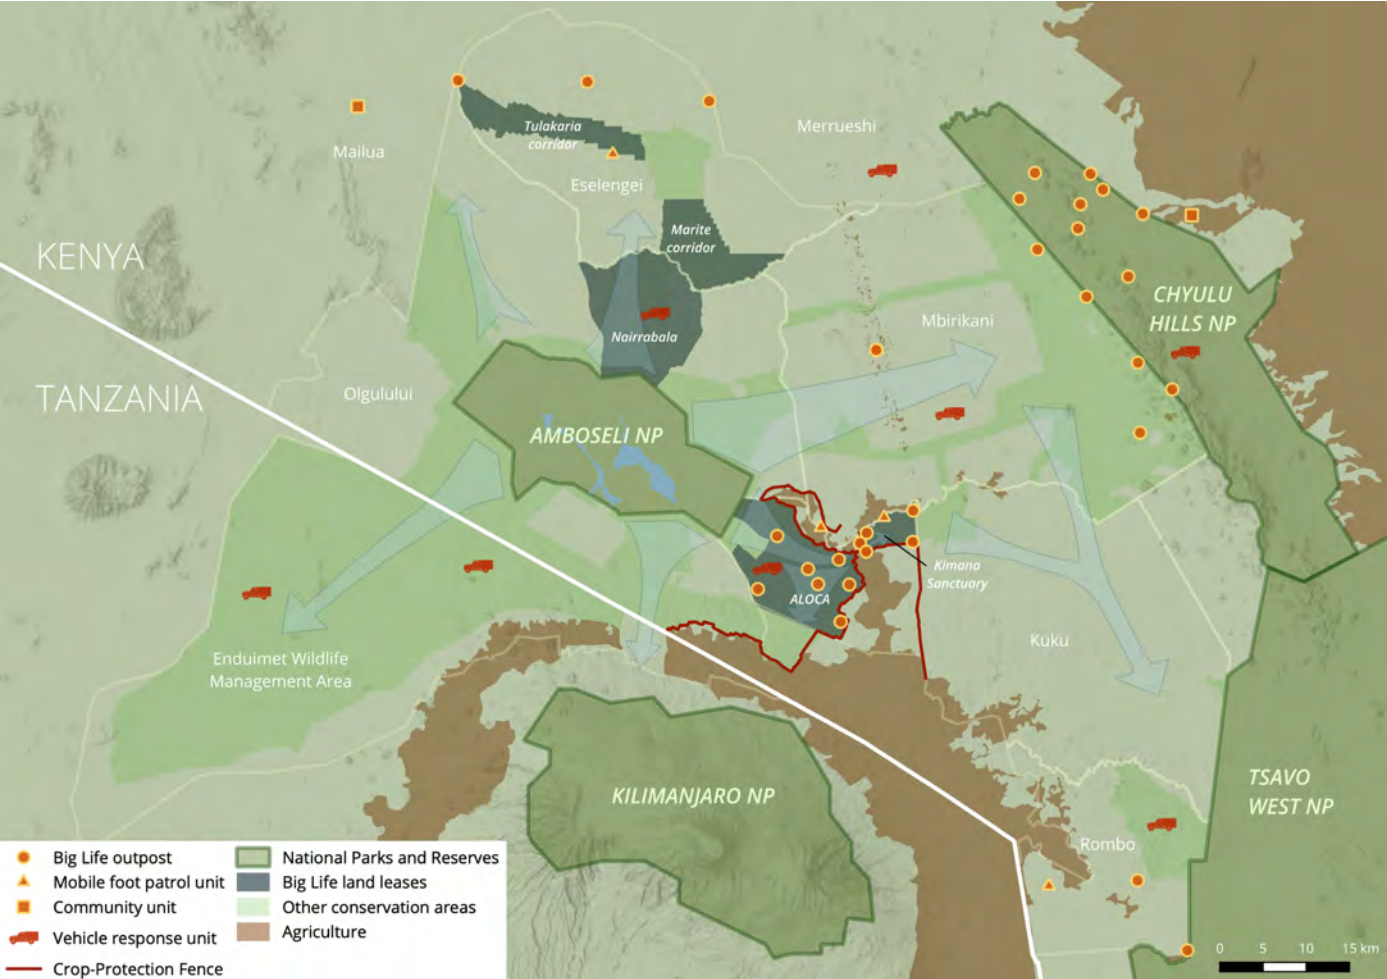 Tulakaria
corridor
Merrueshi
Mailua
Eselengei
Marite
corridor
KENYA
CHYULU
HILLS NP
Mbirikani
Nairrabala
TANZANIA
Olgulului
AMBOSELI NP
Kimana
Sanctuary
ALOCA
Kuku
Enduimet Wildlife
Management Area
KILIMANJARO NP
TSAVO
WEST NP
Rombo
Big Life outpost
Mobile foot patrol unit
Community unit
Vehicle response unit
Crop-Protection Fence
National Parks and Reserves
Big Life land leases
Other conservation areas
Agriculture
0 5 10 15 km